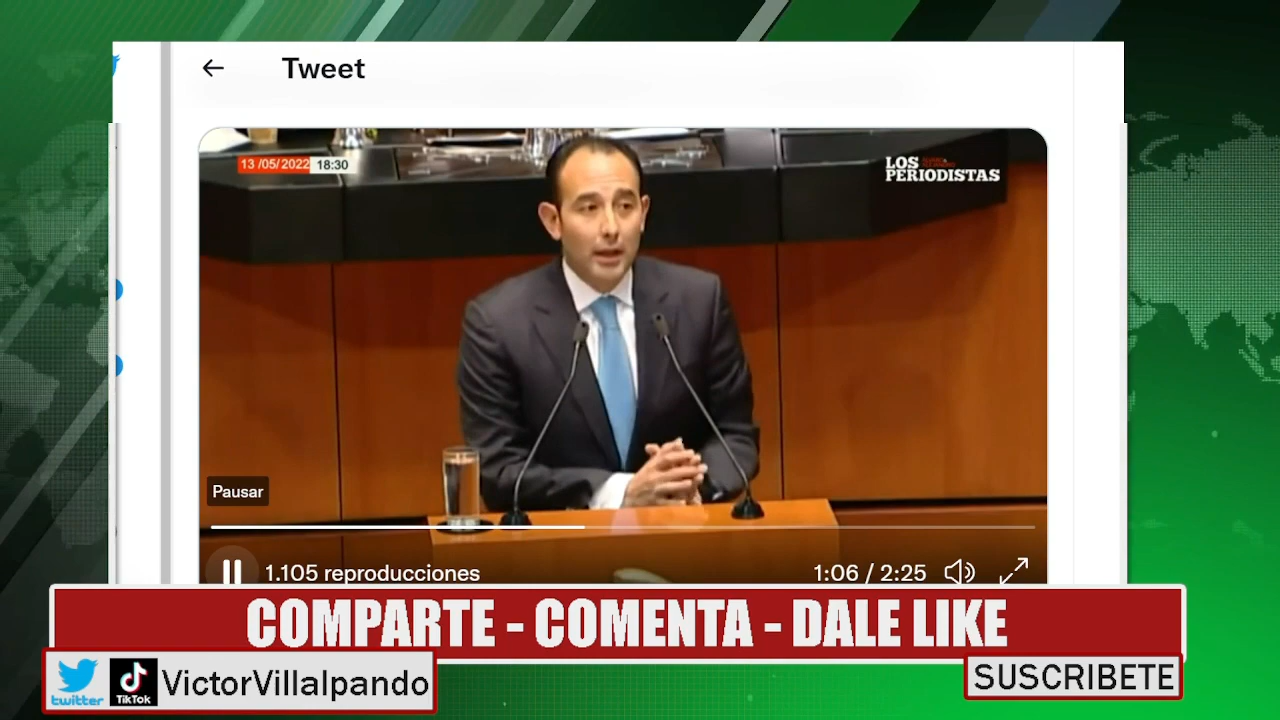 Tweet
13 /05/2022 18:30
LOS
PERIODISTAS
Pausar
1.105 reproducciones
1:06 / 2:25
COMPARTE - COMENTA - DALE LIKE
twitter
TikTok
VictorVillalpando
SUSCRIBETE